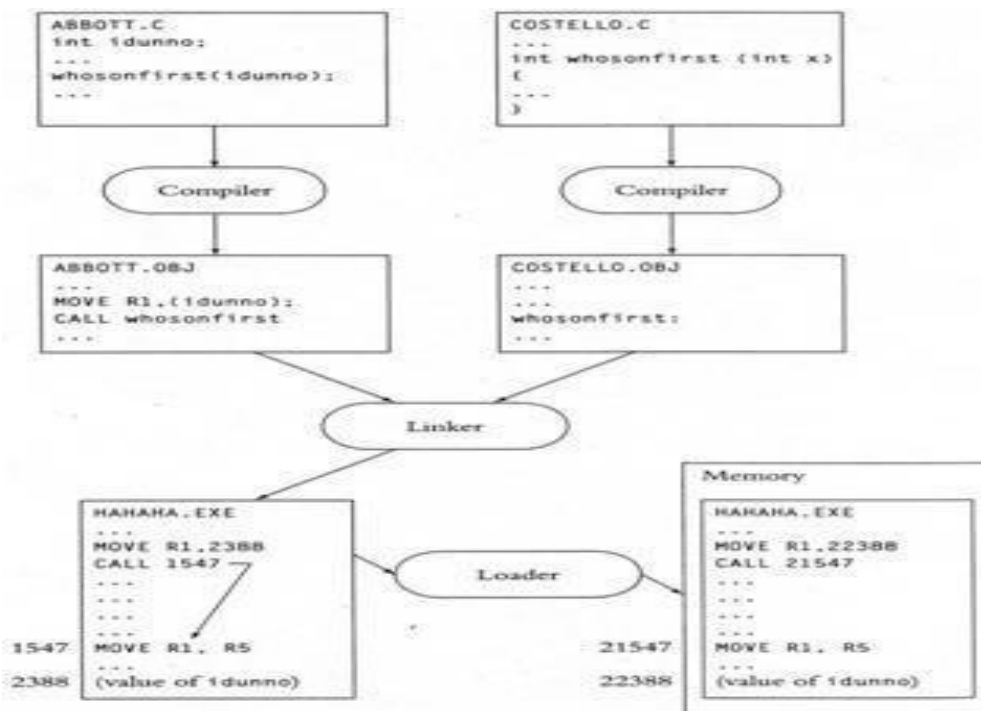 ABBOTT.C
int idunno;
...
whosonfirst(idunno);
...
COSTELLO.C
...
int whosonfirst (int x)
{
...
}
Compiler
Compiler
ABBOTT.OBJ
...
MOVE R1,(idunno);
CALL whosonfirst
...
COSTELLO.OBJ
...
...
whosonfirst:
...
Linker
HAHAHA.EXE
...
MOVE R1,2388
CALL 1547
...
...
...
...
1547 MOVE R1, R5
...
2388 (value of idunno)
Loader
Memory
HAHAHA.EXE
...
MOVE R1,22388
CALL 21547
...
...
...
...
21547 MOVE R1, R5
...
22388 (value of idunno)